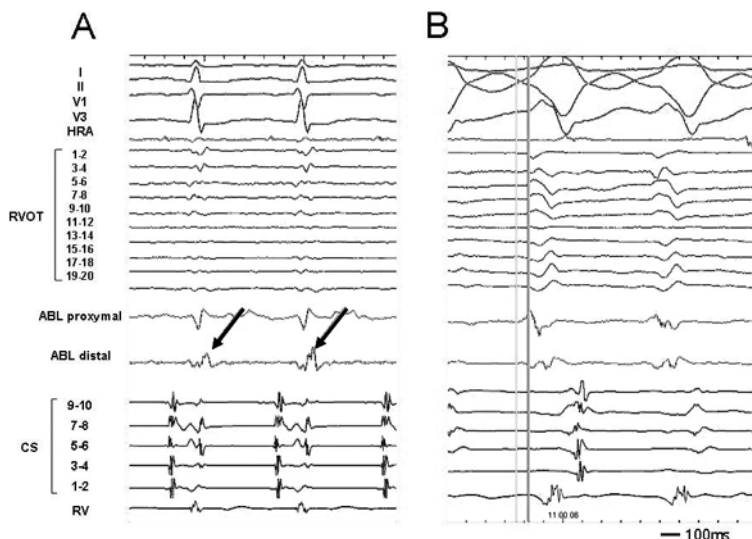 A
B
I
II
V1
V3
HRA
RVOT
1-2
3-4
5-6
7-8
9-10
11-12
13-14
15-16
17-18
19-20
ABL proxymal
ABL distal
CS
9-10
7-8
5-6
3-4
1-2
RV
11:00:06
100ms